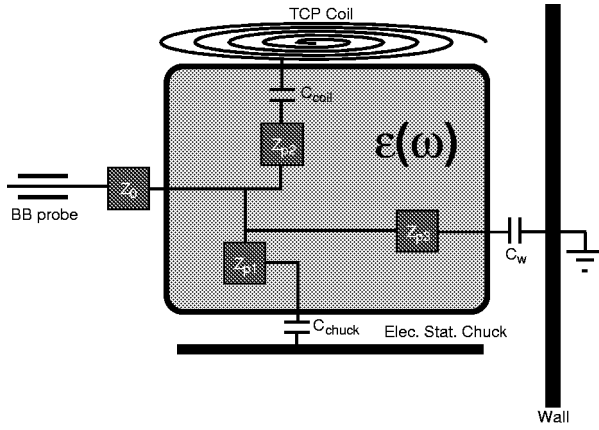 TCP Coil
C_coil
Z_p2
ε(ω)
Z_0
BB probe
Z_p3
Z_p1
C_w
C_chuck
Elec. Stat. Chuck
Wall